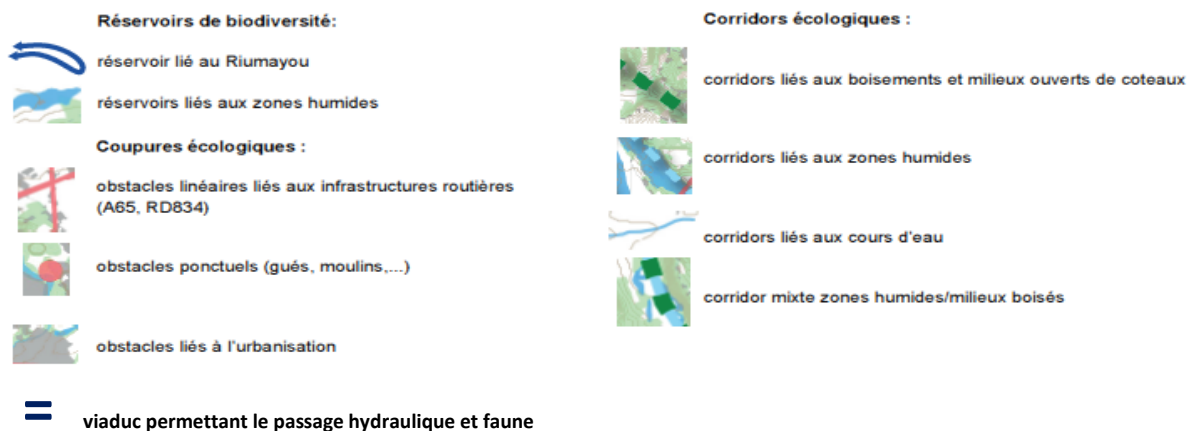 Réservoirs de biodiversité:
réservoir lié au Riumayou
réservoirs liés aux zones humides
Coupures écologiques :
obstacles linéaires liés aux infrastructures routières
(A65, RD834)
obstacles ponctuels (gués, moulins,...)
obstacles liés à l'urbanisation
viaduc permettant le passage hydraulique et faune
Corridors écologiques :
corridors liés aux boisements et milieux ouverts de coteaux
corridors liés aux zones humides
corridors liés aux cours d'eau
corridor mixte zones humides/milieux boisés